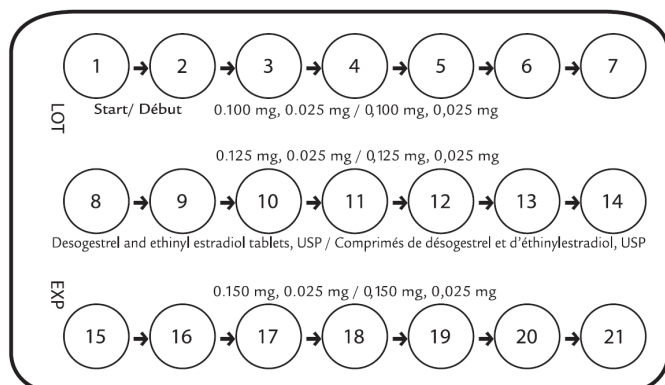 1 2 3 4 5 6 7
LOT
Start/ Début 0.100 mg, 0.025 mg / 0,100 mg, 0,025 mg
0.125 mg, 0.025 mg / 0,125 mg, 0,025 mg
8 9 10 11 12 13 14
Desogestrel and ethinyl estradiol tablets, USP / Comprimés de désogestrel et d’éthinylestradiol, USP
EXP
0.150 mg, 0.025 mg / 0,150 mg, 0,025 mg
15 16 17 18 19 20 21